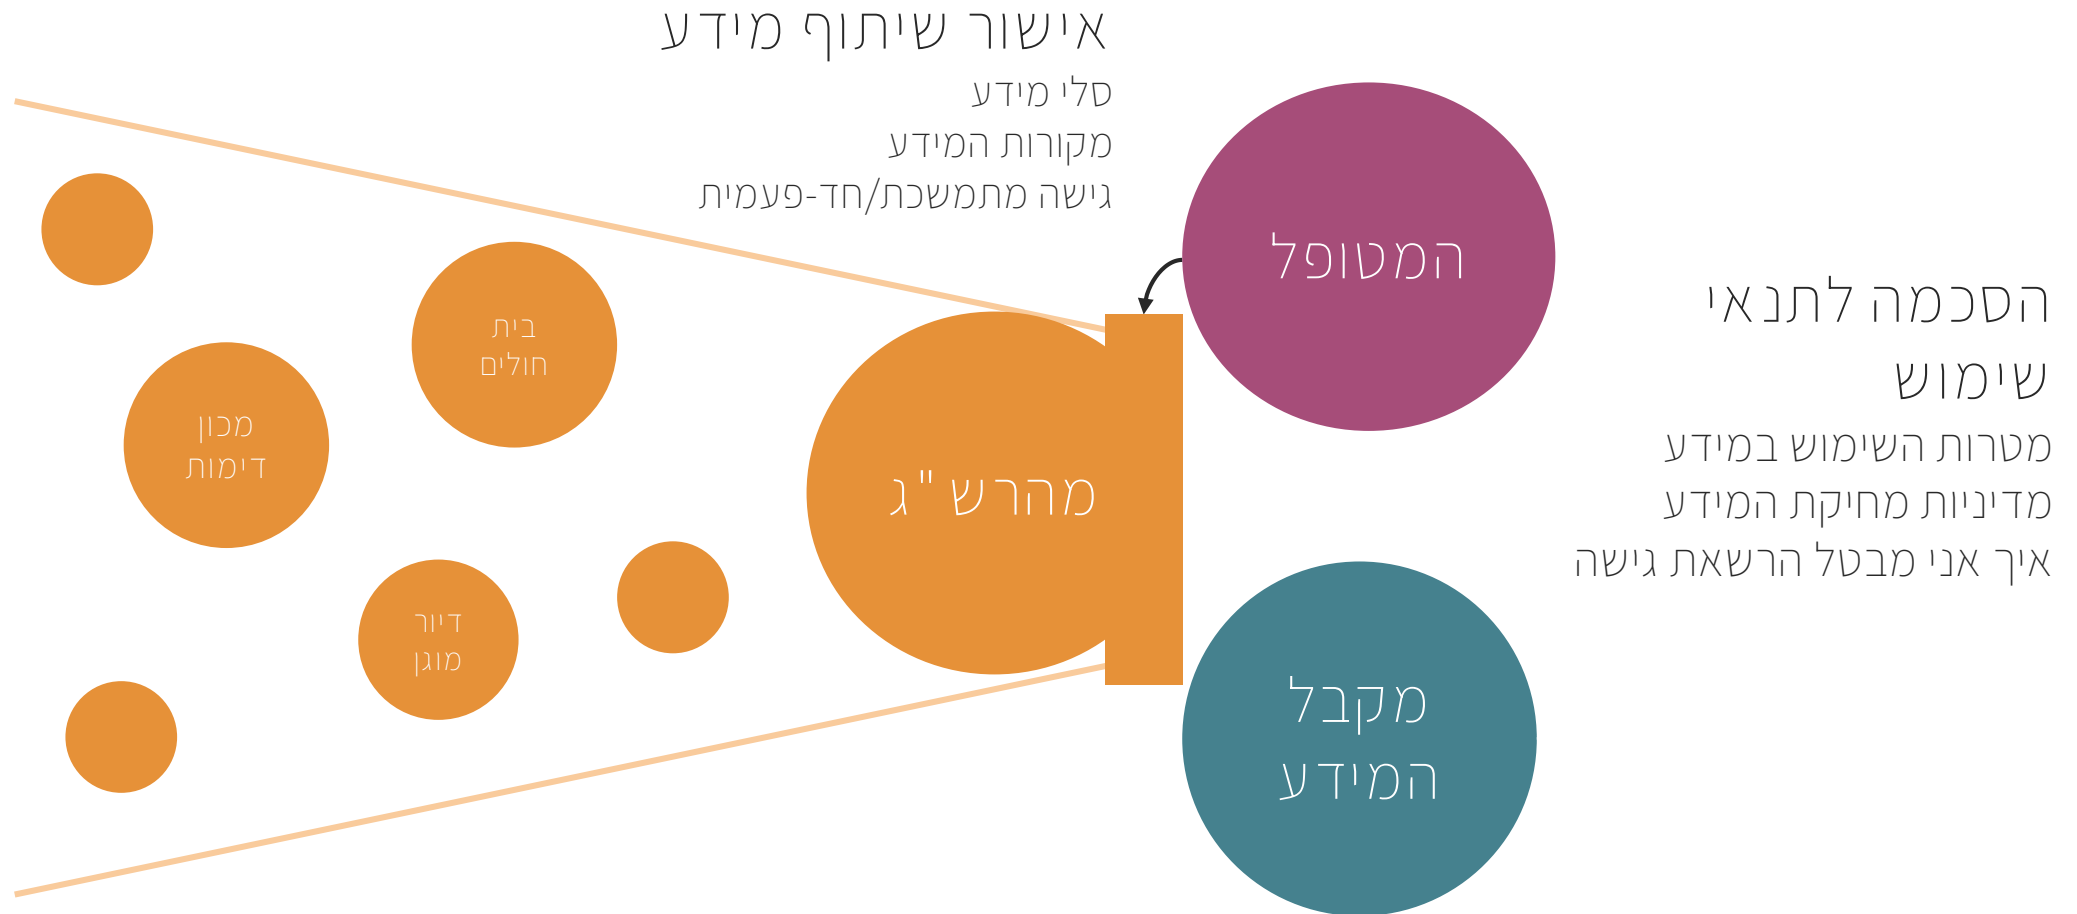 אישור שיתוף מידע
סלי מידע
מקורות המידע
גישה מתמשכת/חד-פעמית
המטופל
הסכמה לתנאי
שימוש
מטרות השימוש במידע
מדיניות מחיקת המידע
איך אני מבטל הרשאת גישה
מהרש"ג
בית
חולים
מכון
דימות
דיור
מוגן
מקבל
המידע